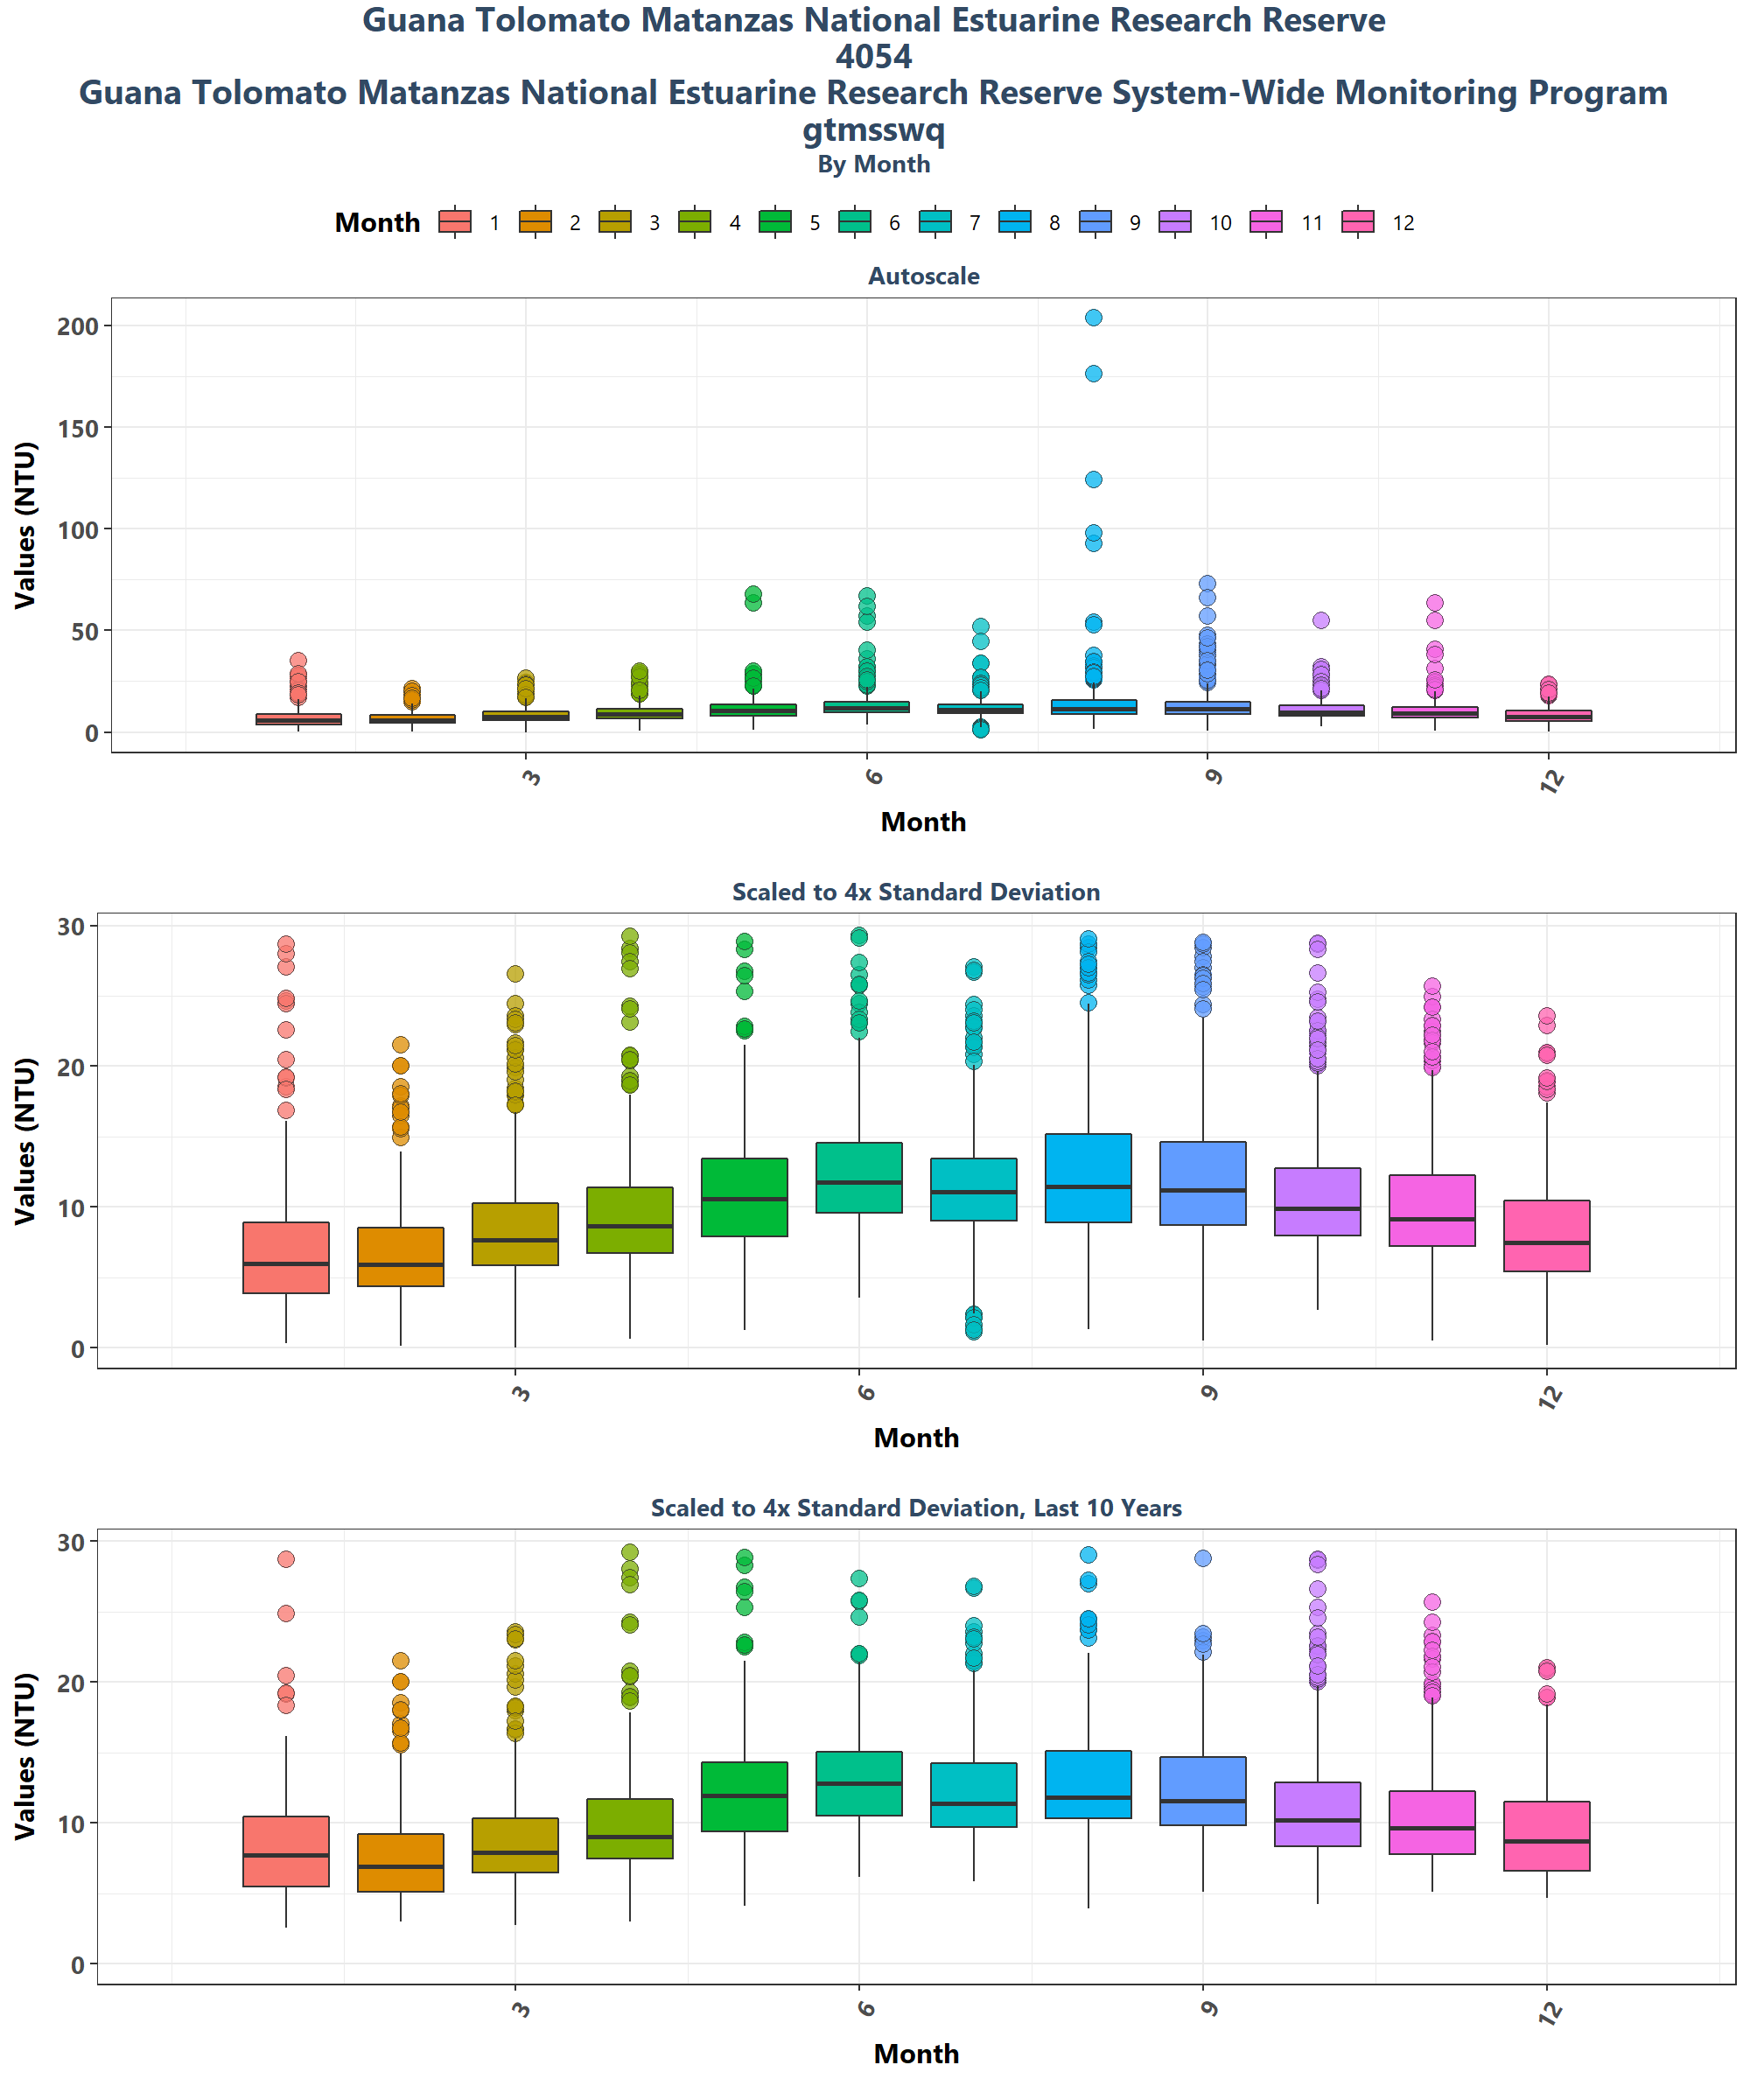 Guana Tolomato Matanzas National Estuarine Research Reserve
4054
Guana Tolomato Matanzas National Estuarine Research Reserve System-Wide Monitoring Program
gtmsswq
By Month
Month 1 2 3 4 5 6 7 8 9 10 11 12
Autoscale
Values (NTU)
200
150
100
50
0
3 6 9 12
Month
Scaled to 4x Standard Deviation
Values (NTU)
30
20
10
0
3 6 9 12
Month
Scaled to 4x Standard Deviation, Last 10 Years
Values (NTU)
30
20
10
0
3 6 9 12
Month